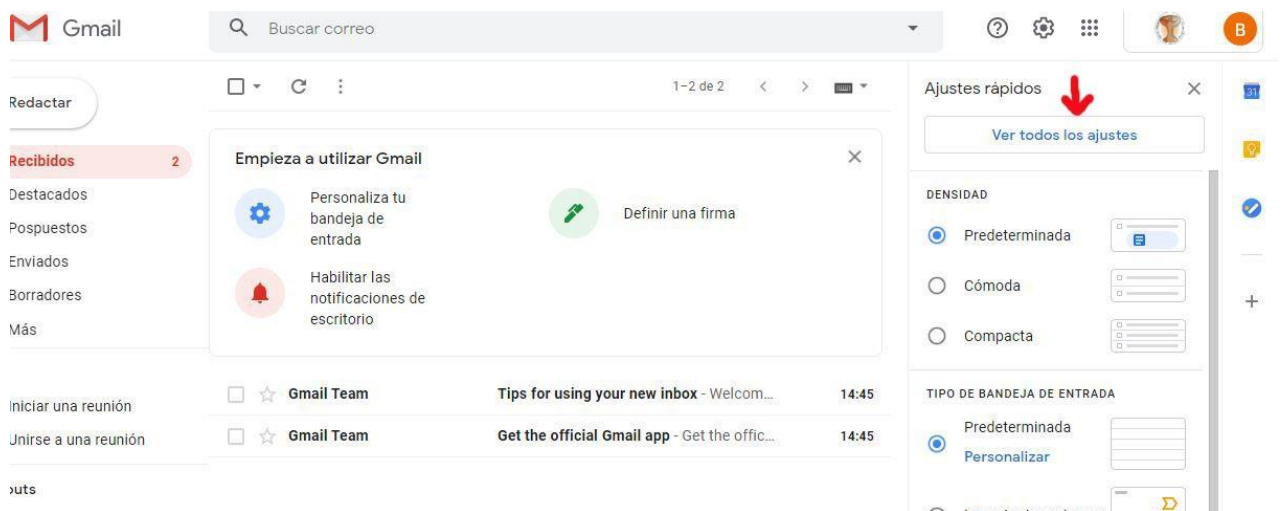 Gmail
Buscar correo
B
Redactar
1–2 de 2
Ajustes rápidos
31
Ver todos los ajustes
Recibidos 2
Destacados
Pospuestos
Enviados
Borradores
Más
Empieza a utilizar Gmail
Personaliza tu
bandeja de
entrada
Definir una firma
Habilitar las
notificaciones de
escritorio
DENSIDAD
Predeterminada
Cómoda
Compacta
Gmail Team Tips for using your new inbox - Welcom... 14:45
Gmail Team Get the official Gmail app - Get the offic... 14:45
Iniciar una reunión
Unirse a una reunión
outs
TIPO DE BANDEJA DE ENTRADA
Predeterminada
Personalizar